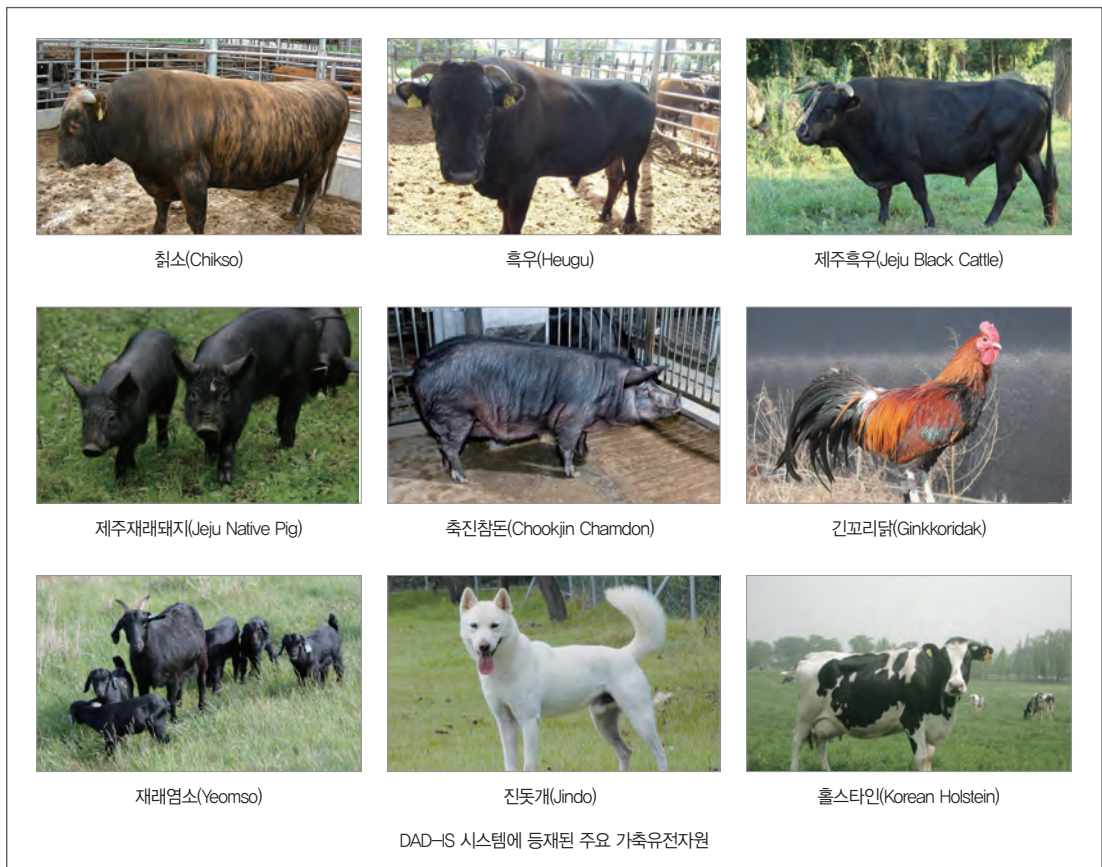 칡소(Chikso)
흑우(Heugu)
제주흑우(Jeju Black Cattle)
제주재래돼지(Jeju Native Pig)
축진참돈(Chookjin Chamdon)
긴꼬리닭(Ginkkoridak)
재래염소(Yeomso)
진돗개(Jindo)
홀스타인(Korean Holstein)
DAD-IS 시스템에 등재된 주요 가축유전자원